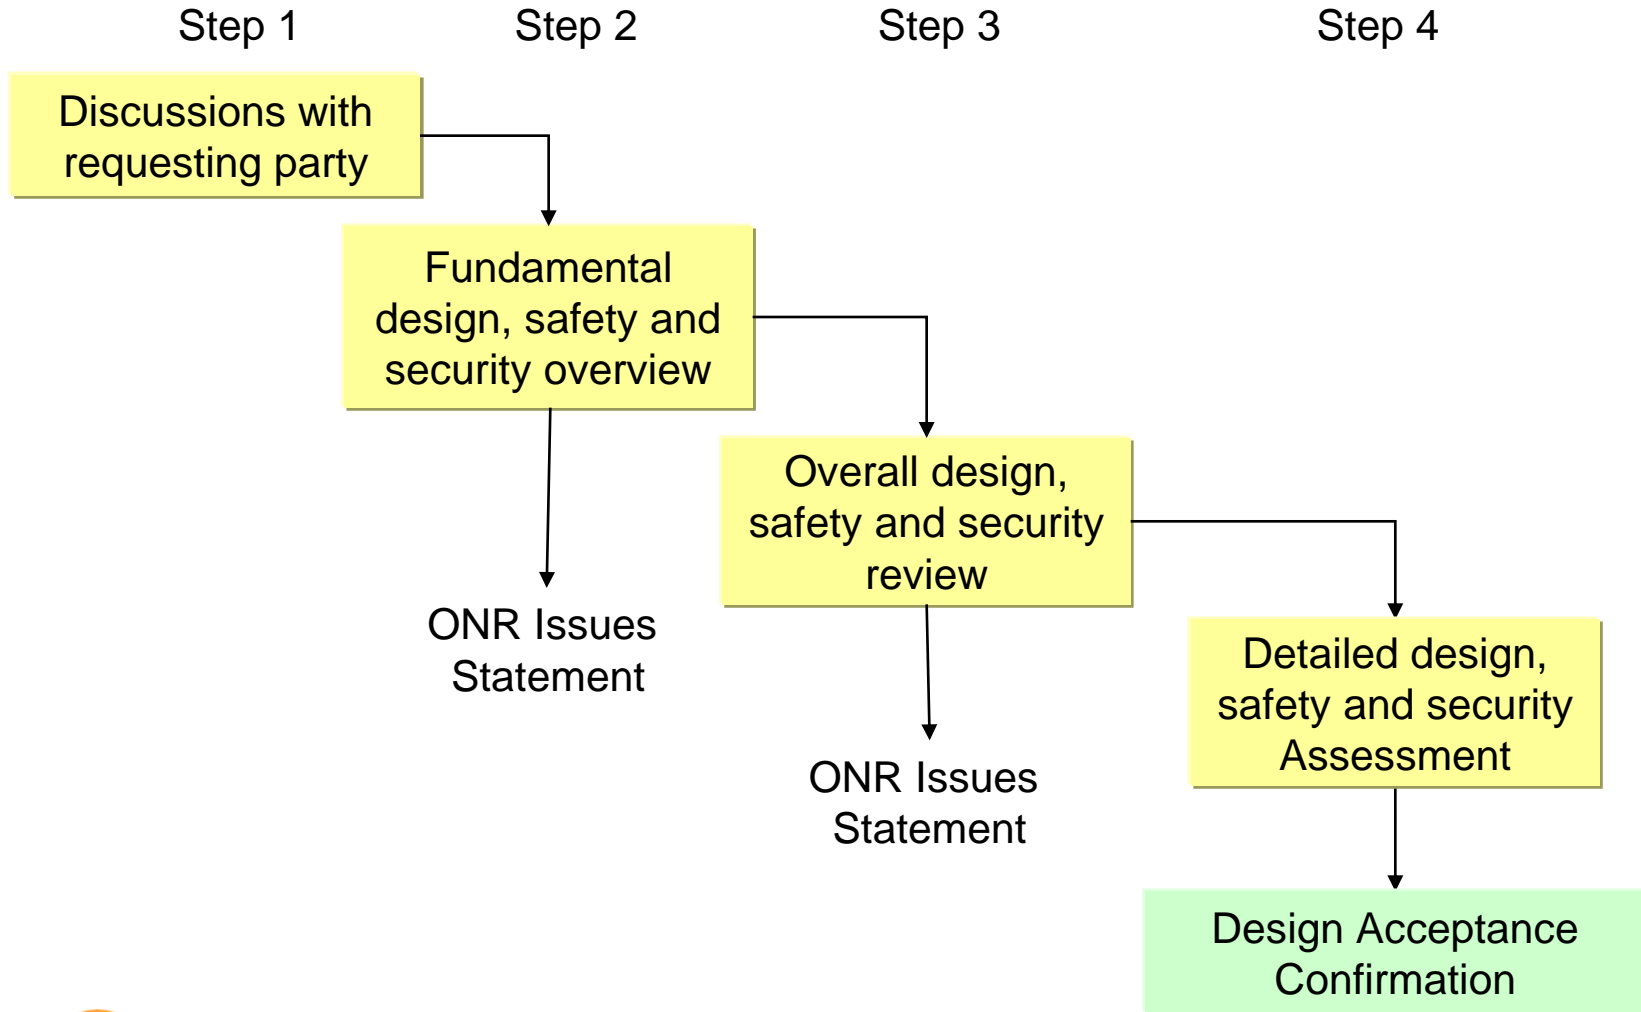 Step 1
Step 2
Step 3
Step 4
Discussions with
requesting party
Fundamental
design, safety and
security overview
Overall design,
safety and security
review
ONR Issues
Statement
Detailed design,
safety and security
Assessment
ONR Issues
Statement
Design Acceptance
Confirmation